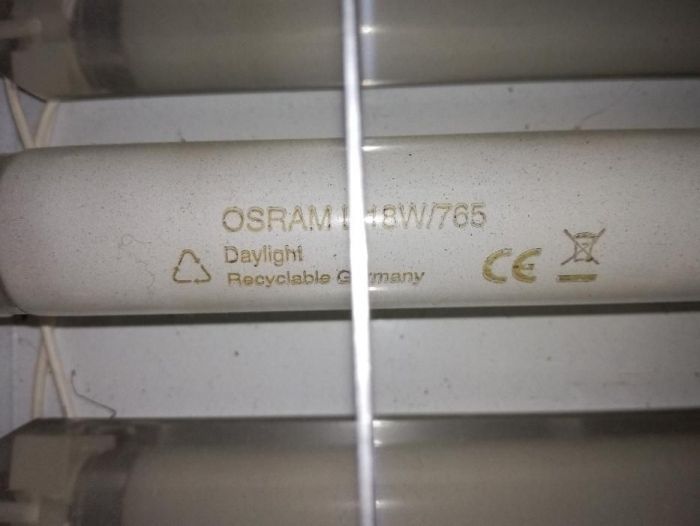 OSRAM L 18W/765
Daylight
Recyclable Germany
CE